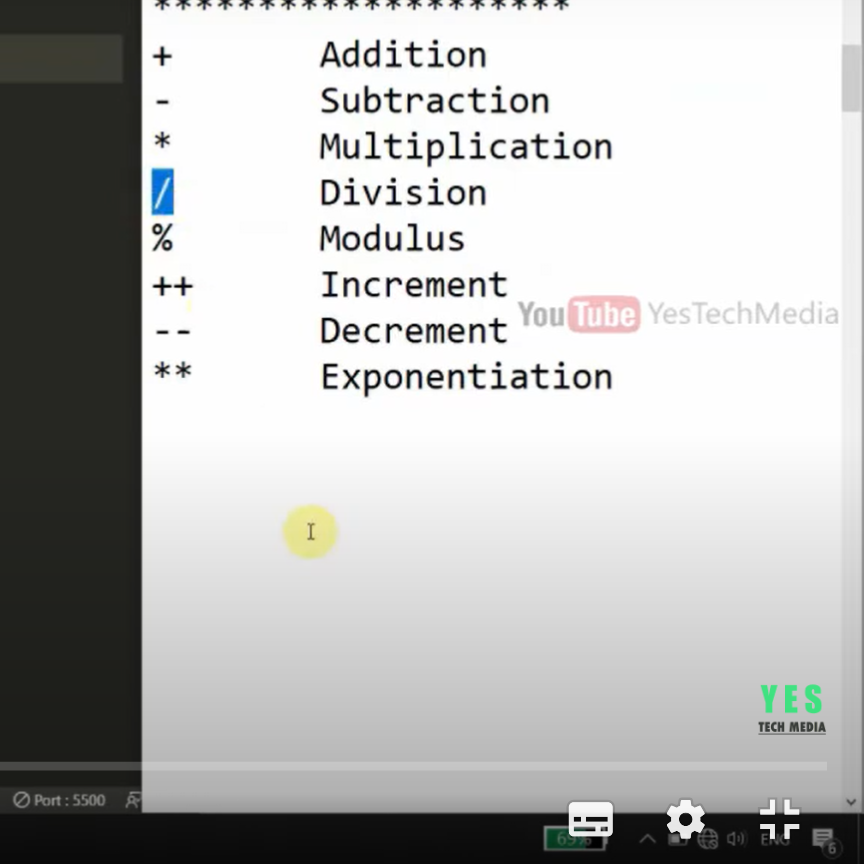 ********************
+ Addition
- Subtraction
* Multiplication
/ Division
% Modulus
++ Increment
-- Decrement
** Exponentiation
YouTube YesTechMedia
YES
TECH MEDIA
Port : 5500
69%
ENG
6